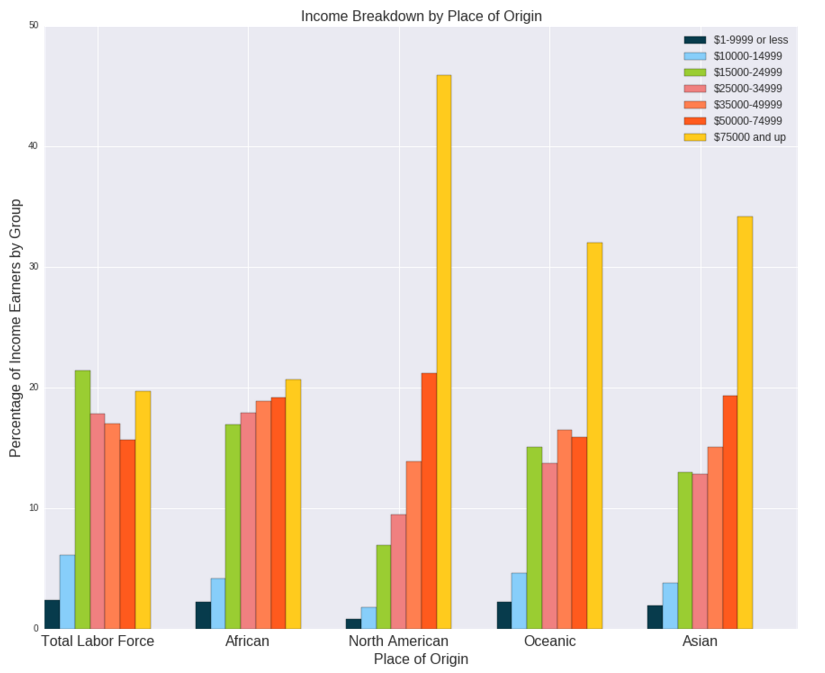 Income Breakdown by Place of Origin
50
40
30
20
10
0
Percentage of Income Earners by Group
$1-9999 or less
$10000-14999
$15000-24999
$25000-34999
$35000-49999
$50000-74999
$75000 and up
Total Labor Force
African
North American
Oceanic
Asian
Place of Origin